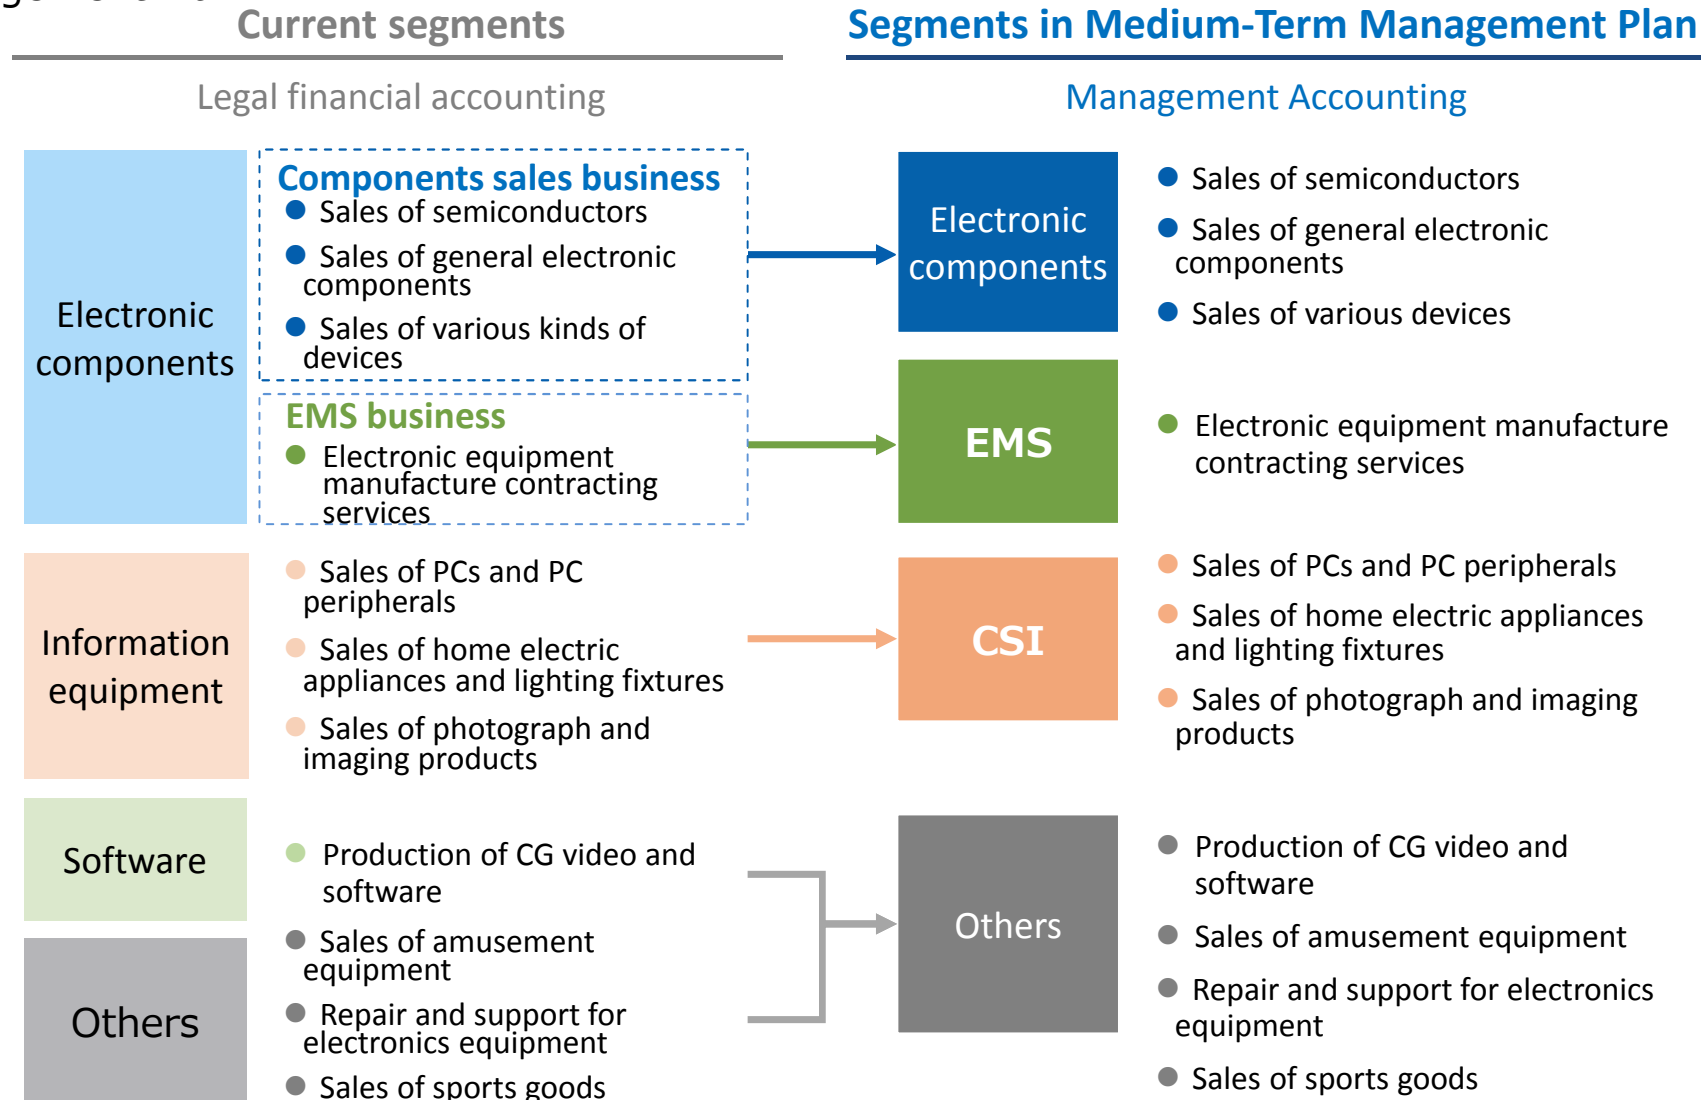 Current segments
Legal financial accounting
Electronic
components
Components sales business
● Sales of semiconductors
● Sales of general electronic
components
● Sales of various kinds of
devices
EMS business
● Electronic equipment
manufacture contracting
services
Information
equipment
● Sales of PCs and PC
peripherals
● Sales of home electric
appliances and lighting fixtures
● Sales of photograph and
imaging products
Software
● Production of CG video and
software
Others
● Sales of amusement
equipment
● Repair and support for
electronics equipment
● Sales of sports goods
Segments in Medium-Term Management Plan
Management Accounting
Electronic
components
● Sales of semiconductors
● Sales of general electronic
components
● Sales of various devices
EMS
● Electronic equipment manufacture
contracting services
CSI
● Sales of PCs and PC peripherals
● Sales of home electric appliances
and lighting fixtures
● Sales of photograph and imaging
products
Others
● Production of CG video and
software
● Sales of amusement equipment
● Repair and support for electronics
equipment
● Sales of sports goods